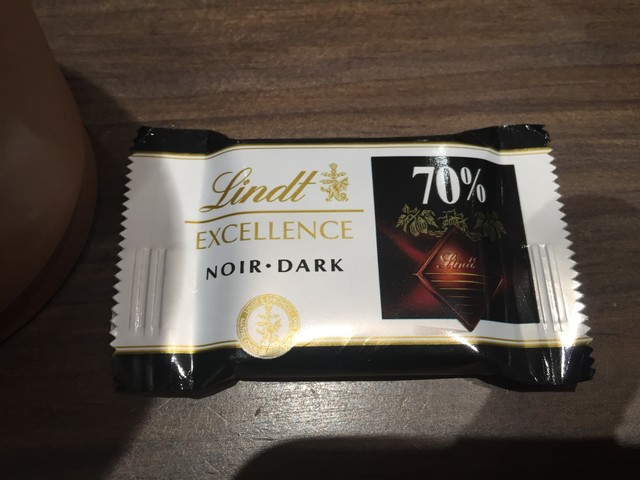 Lindt
EXCELLENCE
NOIR·DARK
70%
Lindt